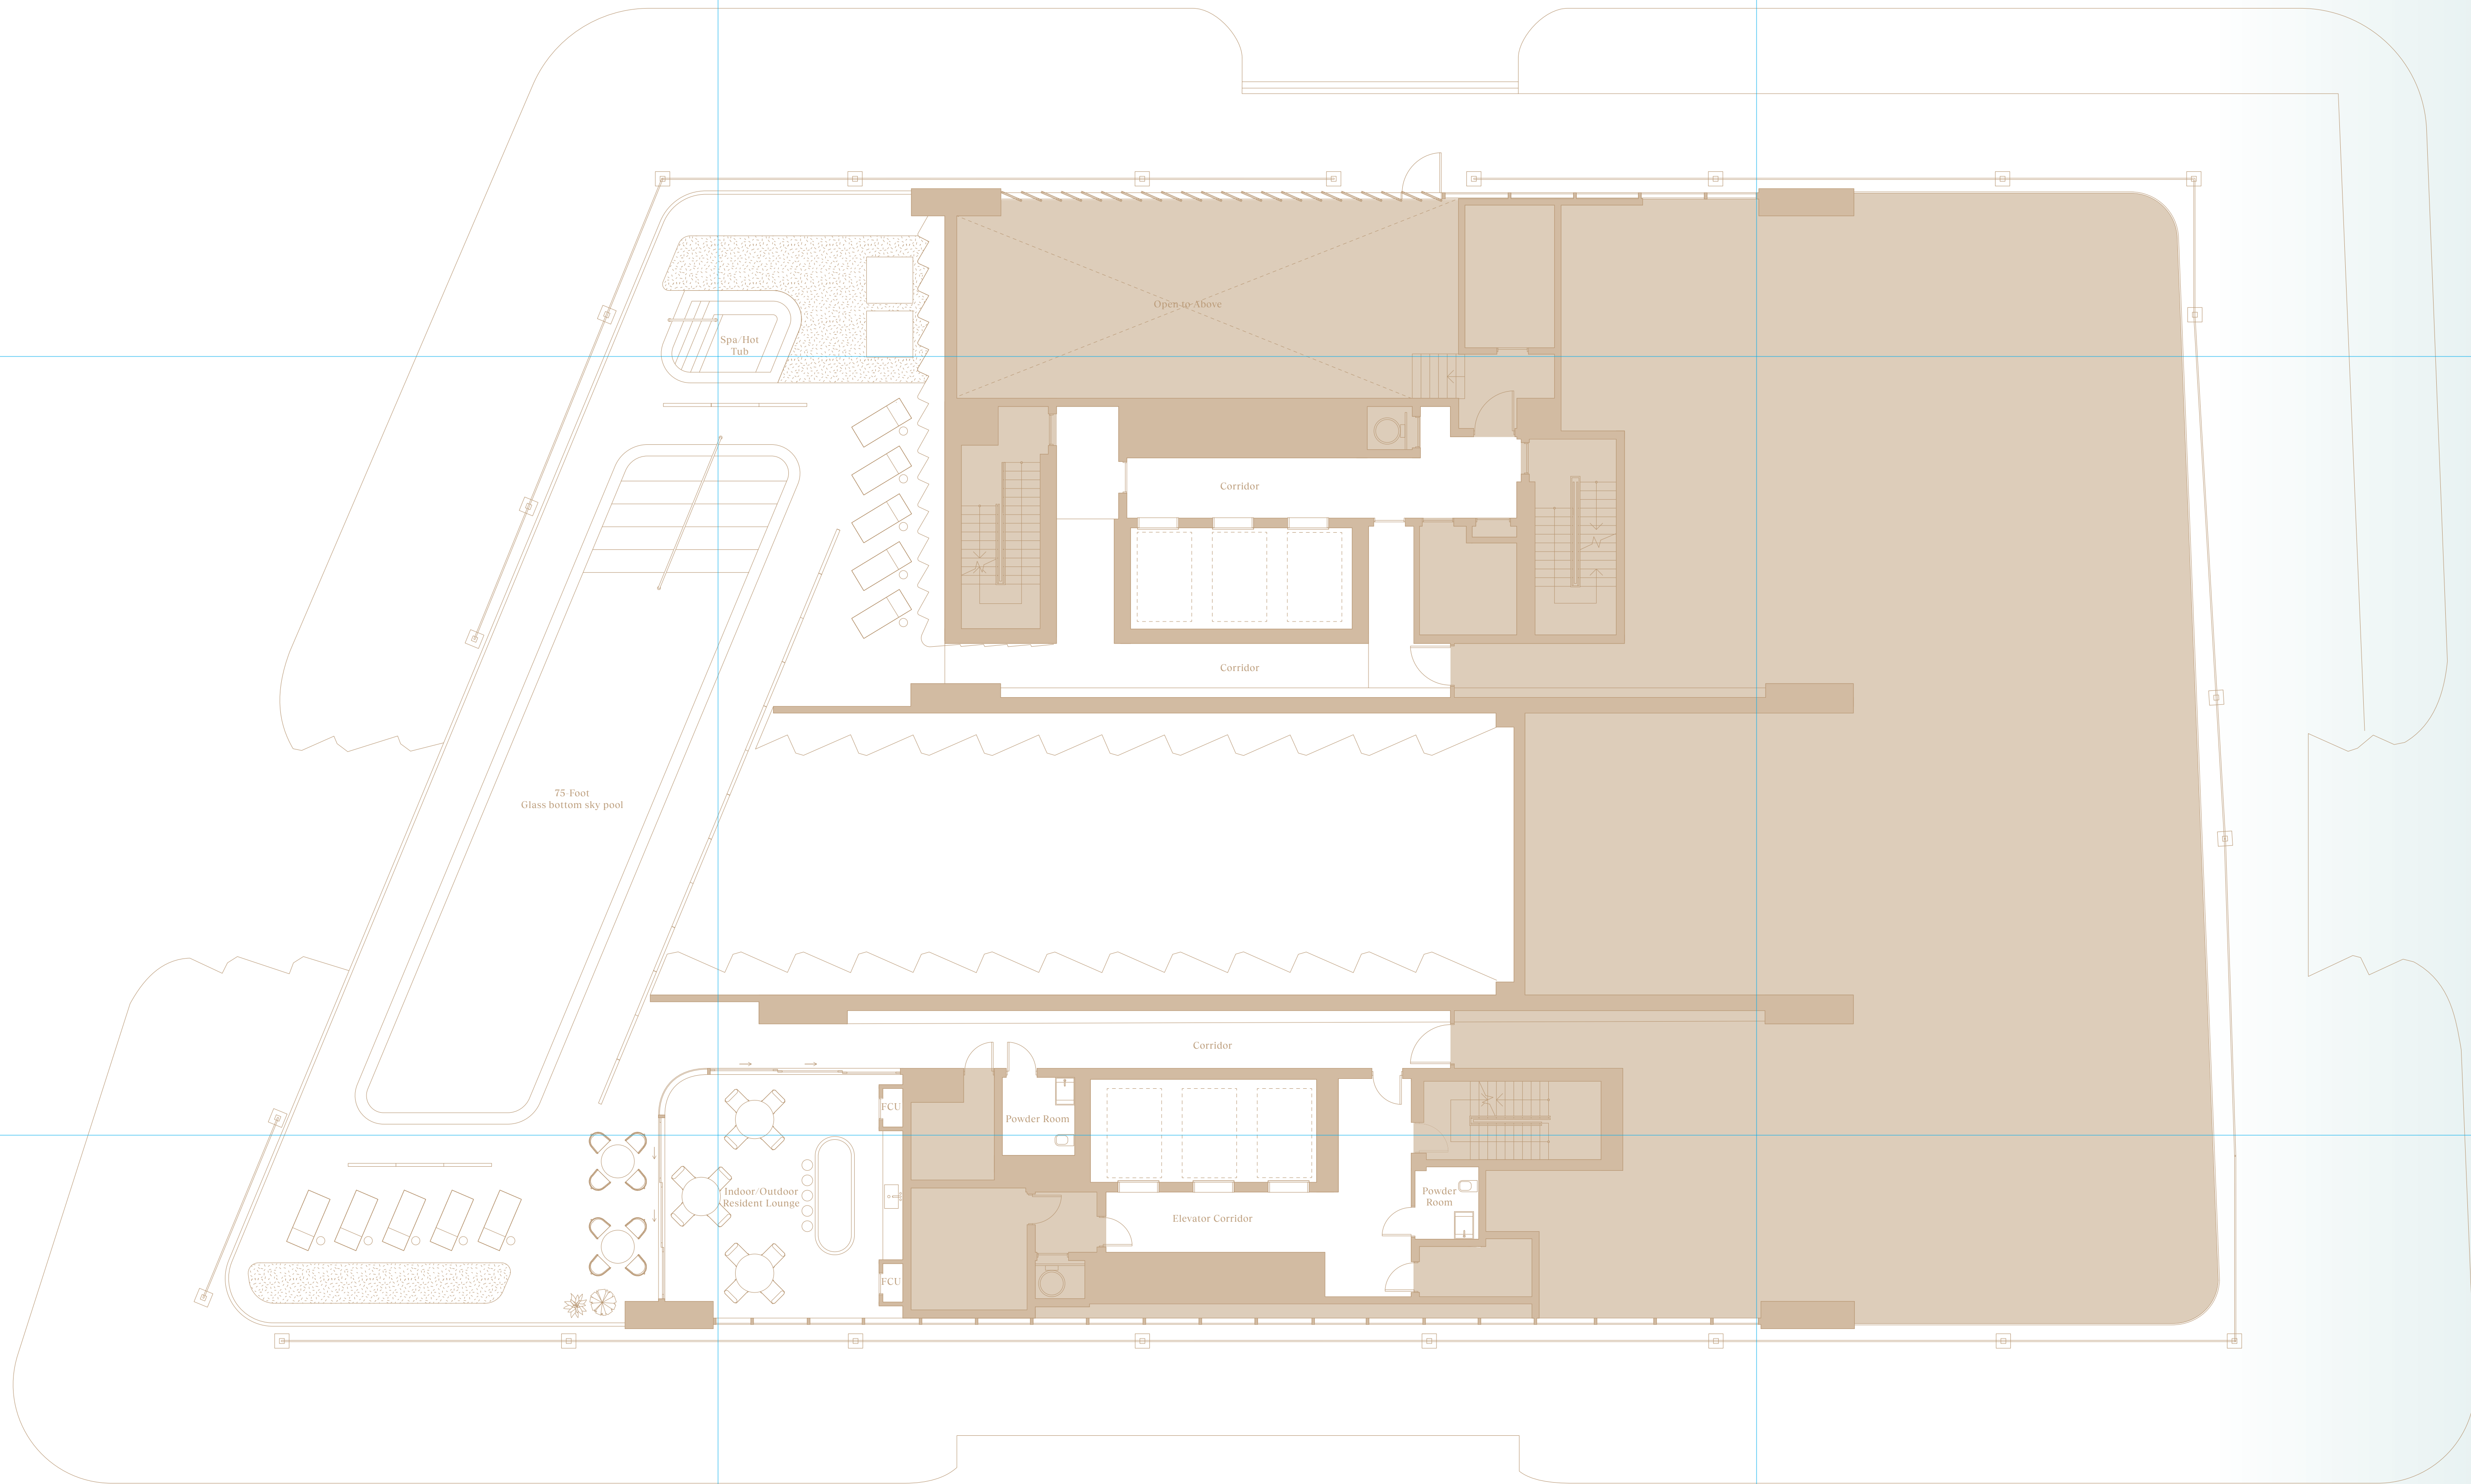 Open to Above
Spa/Hot
Tub
Corridor
Corridor
75-Foot
Glass bottom sky pool
Corridor
FCU
Powder Room
Indoor/Outdoor
Resident Lounge
Powder
Room
Elevator Corridor
FCU